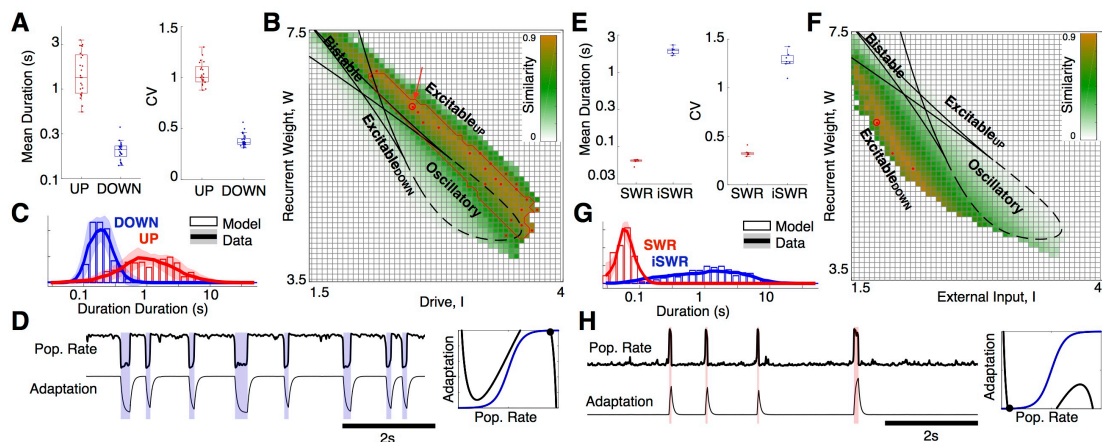 A
Mean Duration (s)
3
1
0.3
0.1
UP
DOWN
CV
1.5
1
0.5
0
UP
DOWN
B
7.5
Recurrent Weight, W
3.5
1.5
Drive, I
4
Bistable
Excitable_UP
Excitable_DOWN
Oscillatory
0.9
Similarity
0
C
DOWN
UP
Model
Data
0.1
1
10
Duration Duration (s)
D
Pop. Rate
Adaptation
2s
Adaptation
Pop. Rate
E
Mean Duration (s)
3
1
0.3
0.1
0.03
SWR
iSWR
CV
1.5
1
0.5
0
SWR
iSWR
F
7.5
Recurrent Weight, W
3.5
1.5
External Input, I
4
Bistable
Excitable_UP
Excitable_DOWN
Oscillatory
0.9
Similarity
0
G
SWR
iSWR
Model
Data
0.1
1
10
Duration (s)
H
Pop. Rate
Adaptation
2s
Adaptation
Pop. Rate